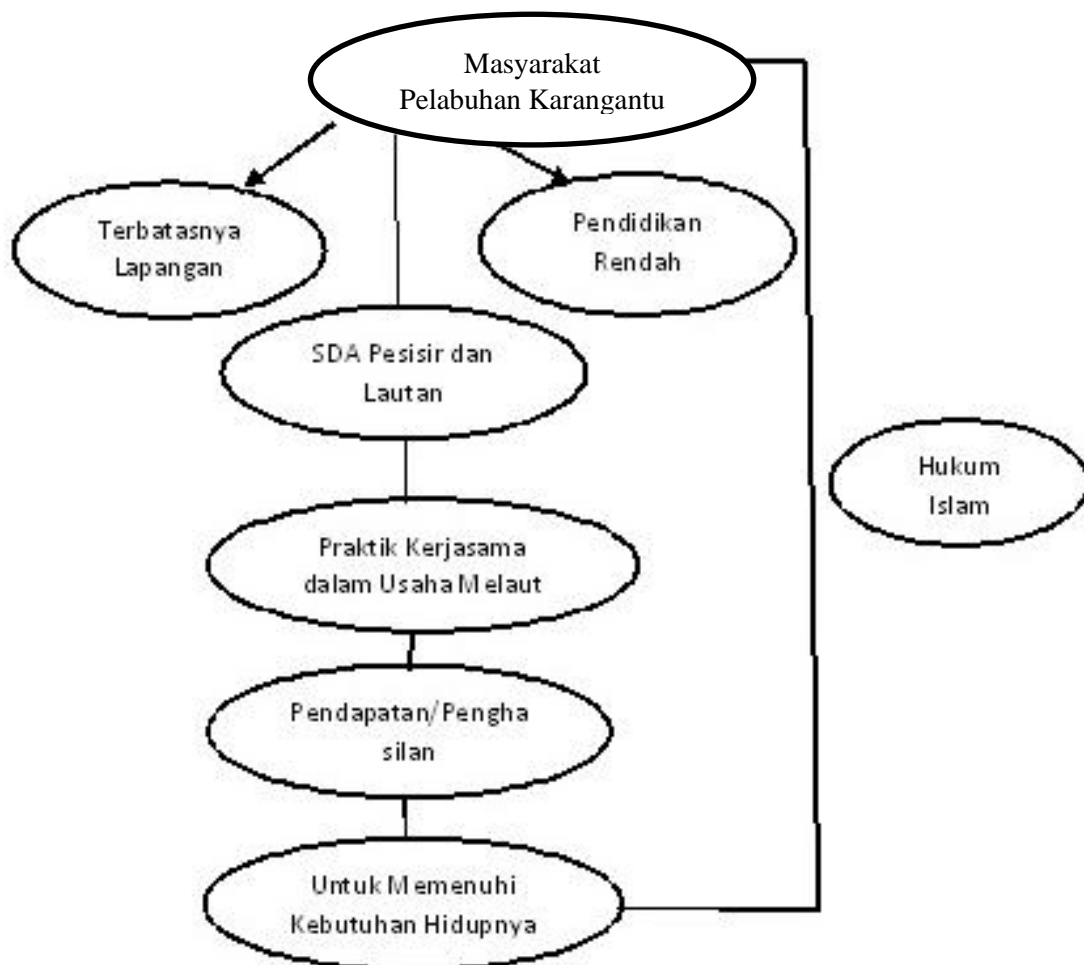 Masyarakat
Pelabuhan Karangantu
Terbatasnya
Lapangan
Pendidikan
Rendah
SDA Pesisir dan
Lautan
Hukum
Islam
Praktik Kerjasama
dalam Usaha Melaut
Pendapatan/Pengha
silan
Untuk Memenuhi
Kebutuhan Hidupnya